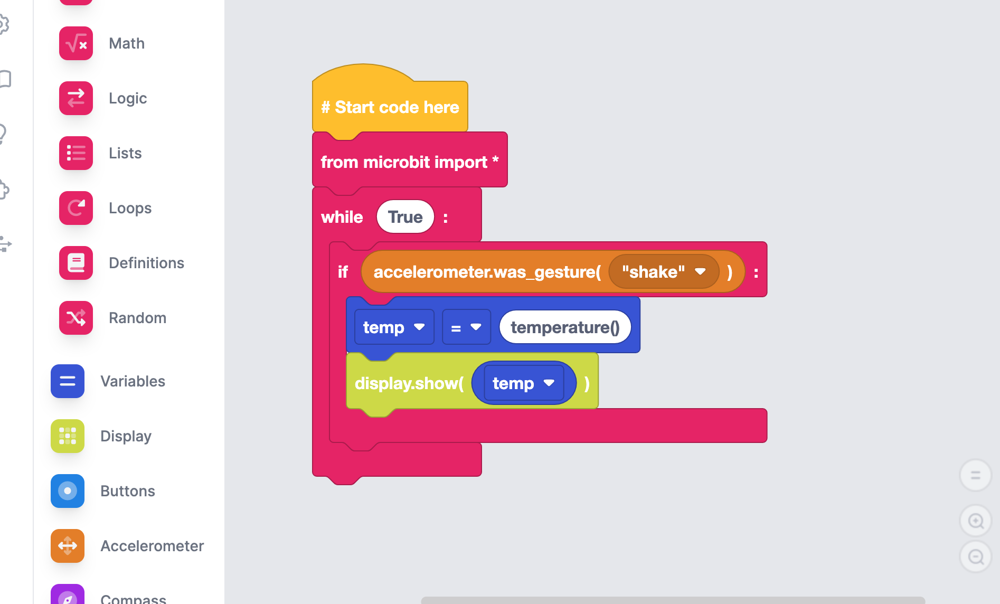 Math
Logic
Lists
Loops
Definitions
Random
Variables
Display
Buttons
Accelerometer
Compass
# Start code here
from microbit import *
while True :
if accelerometer.was_gesture( "shake" ) :
temp = temperature()
display.show( temp )